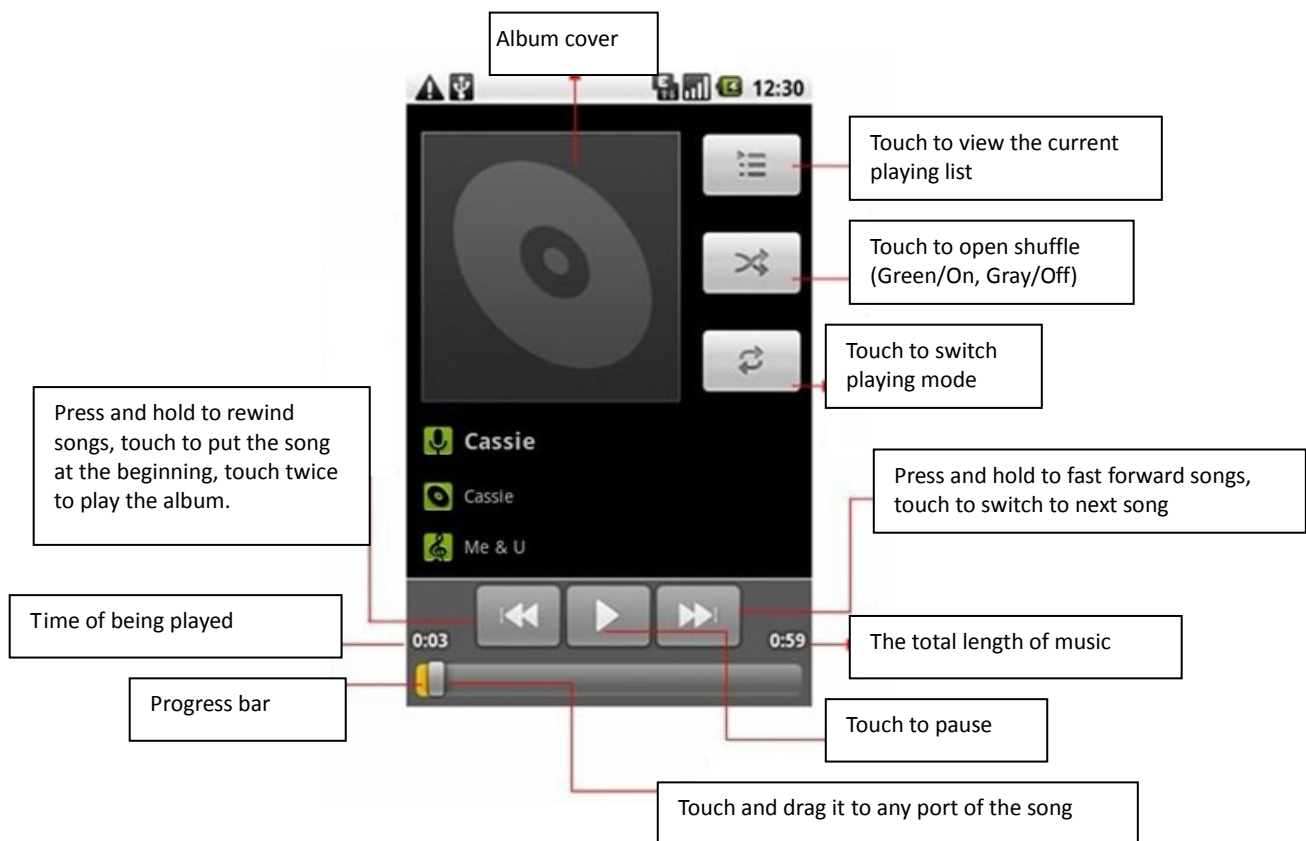 Album cover
12:30
Touch to view the current
playing list
Touch to open shuffle
(Green/On, Gray/Off)
Touch to switch
playing mode
Press and hold to rewind
songs, touch to put the song
at the beginning, touch twice
to play the album.
Cassie
Cassie
Me & U
Press and hold to fast forward songs,
touch to switch to next song
Time of being played
0:03
0:59
The total length of music
Progress bar
Touch to pause
Touch and drag it to any port of the song